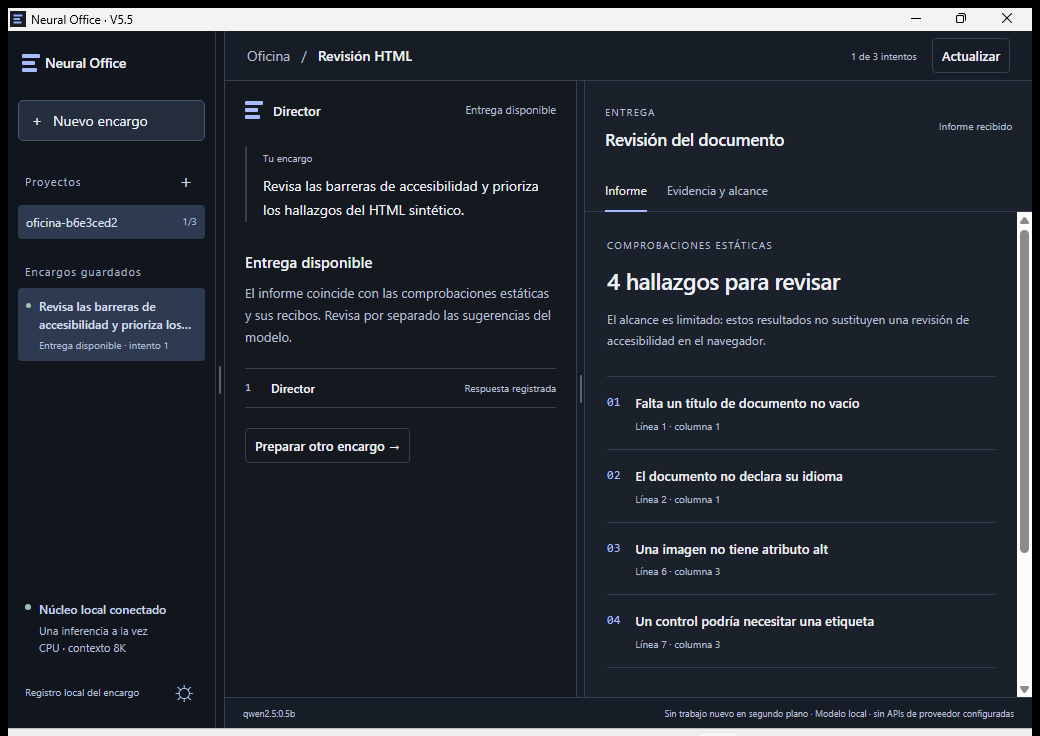 Neural Office · V5.5
Neural Office
+ Nuevo encargo
Proyectos +
oficina-b6e3ced2 1/3
Encargos guardados
Revisa las barreras de
accesibilidad y prioriza los...
Entrega disponible · intento 1
Núcleo local conectado
Una inferencia a la vez
CPU · contexto 8K
Registro local del encargo
Oficina / Revisión HTML
1 de 3 intentos
Actualizar
Director
Entrega disponible
Tu encargo
Revisa las barreras de accesibilidad y prioriza
los hallazgos del HTML sintético.
Entrega disponible
El informe coincide con las comprobaciones estáticas
y sus recibos. Revisa por separado las sugerencias del
modelo.
1 Director Respuesta registrada
Preparar otro encargo →
ENTREGA
Revisión del documento
Informe recibido
Informe Evidencia y alcance
COMPROBACIONES ESTÁTICAS
4 hallazgos para revisar
El alcance es limitado: estos resultados no sustituyen una revisión de
accesibilidad en el navegador.
01 Falta un título de documento no vacío
Línea 1 · columna 1
02 El documento no declara su idioma
Línea 2 · columna 1
03 Una imagen no tiene atributo alt
Línea 6 · columna 3
04 Un control podría necesitar una etiqueta
Línea 7 · columna 3
qwen2.5:0.5b
Sin trabajo nuevo en segundo plano · Modelo local · sin APIs de proveedor configuradas